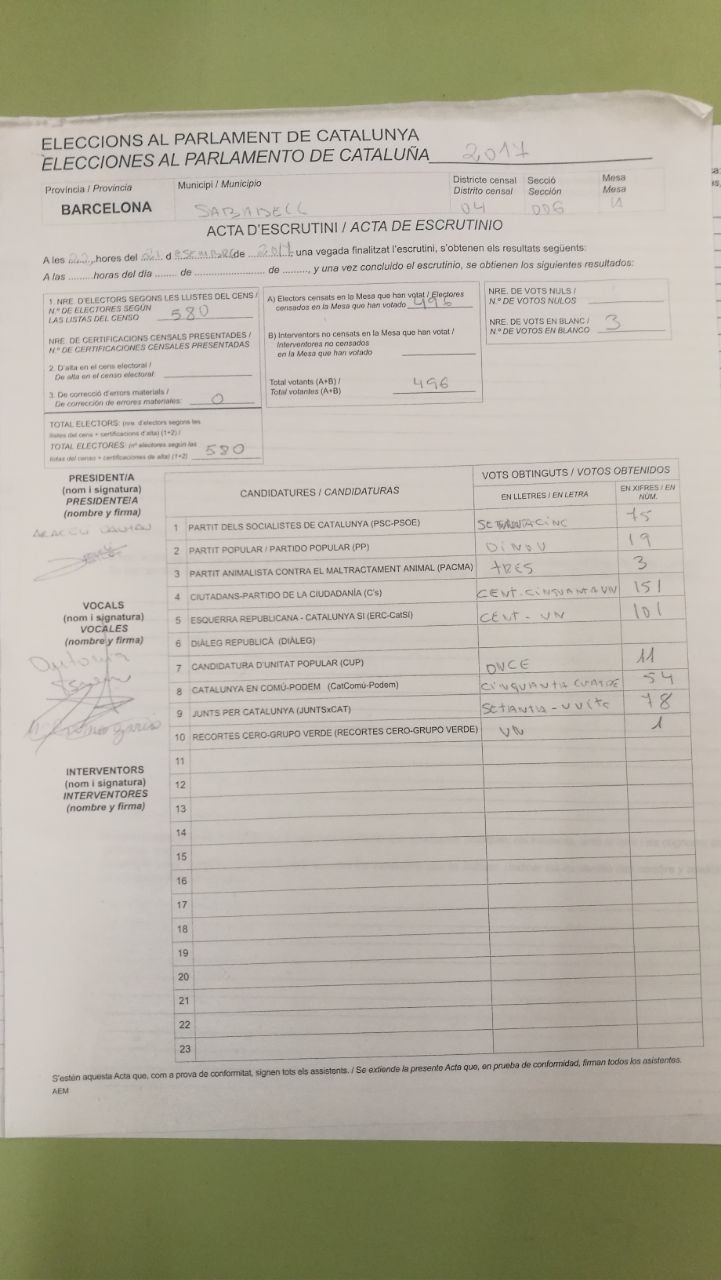 ELECCIONS AL PARLAMENT DE CATALUNYA
ELECCIONES AL PARLAMENTO DE CATALUÑA 2017
Provincia / Provincia
BARCELONA
Municipi / Municipio
SABADELL
Districte censal
Distrito censal
04
Secció
Sección
006
Mesa
Mesa
U
ACTA D'ESCRUTINI / ACTA DE ESCRUTINIO
A les 22 hores del 21 d DESEMBRE de 2017 una vegada finalitzat l'escrutini, s'obtenen els resultats següents:
A las ......... horas del día ....... de ....................... de ........., y una vez concluido el escrutinio, se obtienen los siguientes resultados:
1. NRE. D'ELECTORS SEGONS LES LLISTES DEL CENS /
N.º DE ELECTORES SEGÚN
LAS LISTAS DEL CENSO 580
NRE. DE CERTIFICACIONS CENSALS PRESENTADES /
N.º DE CERTIFICACIONES CENSALES PRESENTADAS
2. D'alta en el cens electoral /
De alta en el censo electoral:
3. De correcció d'errors materials /
De corrección de errores materiales: 0
TOTAL ELECTORS: (nre. d'electors segons les
llistes del cens + certificacions d'alta) (1+2) /
TOTAL ELECTORES: (nº electores según las
listas del censo + certificaciones de alta) (1+2) 580
A) Electors censats en la Mesa que han votat / Electores
censados en la Mesa que han votado 496
B) Interventors no censats en la Mesa que han votat /
Interventores no censados
en la Mesa que han votado
Total votants (A+B) /
Total votantes (A+B) 496
NRE. DE VOTS NULS /
N.º DE VOTOS NULOS
NRE. DE VOTS EN BLANC /
N.º DE VOTOS EN BLANCO 3
PRESIDENT/A
(nom i signatura)
PRESIDENTE/A
(nombre y firma)
VOCALS
(nom i signatura)
VOCALES
(nombre y firma)
Antonia
INTERVENTORS
(nom i signatura)
INTERVENTORES
(nombre y firma)
CANDIDATURES / CANDIDATURAS
VOTS OBTINGUTS / VOTOS OBTENIDOS
EN LLETRES / EN LETRA
EN XIFRES / EN NÚM.
1 PARTIT DELS SOCIALISTES DE CATALUNYA (PSC-PSOE) SETANTACINC 75
2 PARTIT POPULAR / PARTIDO POPULAR (PP) DINOU 19
3 PARTIT ANIMALISTA CONTRA EL MALTRACTAMENT ANIMAL (PACMA) TRES 3
4 CIUTADANS-PARTIDO DE LA CIUDADANÍA (C's) CENT-CINQUANTA UN 151
5 ESQUERRA REPUBLICANA - CATALUNYA SÍ (ERC-CatSÍ) CENT - UN 101
6 DIÀLEG REPUBLICÀ (DIÀLEG)
7 CANDIDATURA D'UNITAT POPULAR (CUP) ONCE 11
8 CATALUNYA EN COMÚ-PODEM (CatComú-Podem) CINQUANTA CUATRE 54
9 JUNTS PER CATALUNYA (JUNTSxCAT) SETANTA - VUITC 78
10 RECORTES CERO-GRUPO VERDE (RECORTES CERO-GRUPO VERDE) UN 1
11
12
13
14
15
16
17
18
19
20
21
22
23
S'estén aquesta Acta que, com a prova de conformitat, signen tots els assistents. / Se extiende la presente Acta que, en prueba de conformidad, firman todos los asistentes.
AEM